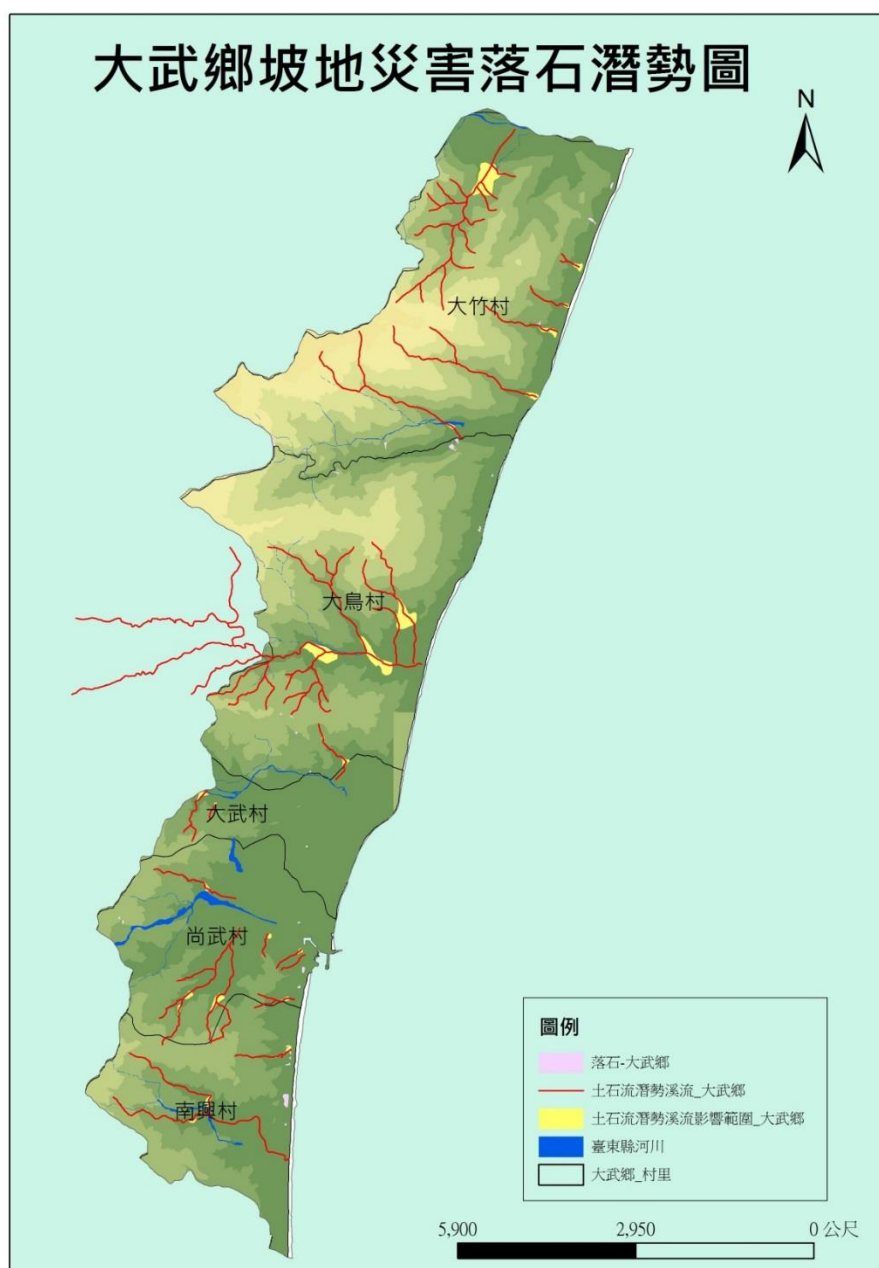 大武鄉坡地災害落石潛勢圖
N
大竹村
大鳥村
大武村
尚武村
南興村
圖例
落石-大武鄉
土石流潛勢溪流_大武鄉
土石流潛勢溪流影響範圍_大武鄉
臺東縣河川
大武鄉_村里
5,900 2,950 0 公尺